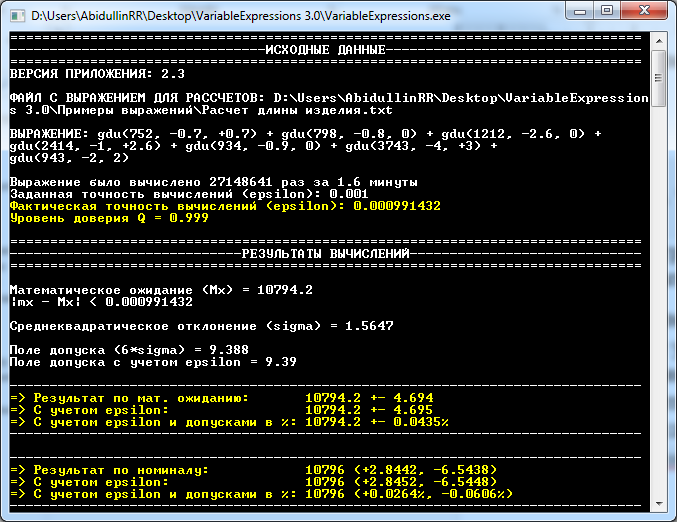 D:\Users\AbidullinRR\Desktop\VariableExpressions 3.0\VariableExpressions.exe
ИСХОДНЫЕ ДАННЫЕ
ВЕРСИЯ ПРИЛОЖЕНИЯ: 2.3
ФАЙЛ С ВЫРАЖЕНИЕМ ДЛЯ РАССЧЕТОВ: D:\Users\AbidullinRR\Desktop\VariableExpression
s 3.0\Примеры выражений\Расчет длины изделия.txt
ВЫРАЖЕНИЕ: gdu(752, -0.7, +0.7) + gdu(798, -0.8, 0) + gdu(1212, -2.6, 0) +
gdu(2414, -1, +2.6) + gdu(934, -0.9, 0) + gdu(3743, -4, +3) +
gdu(943, -2, 2)
Выражение было вычислено 27148641 раз за 1.6 минуты
Заданная точность вычислений (epsilon): 0.001
Фактическая точность вычислений (epsilon): 0.000991432
Уровень доверия Q = 0.999
РЕЗУЛЬТАТЫ ВЫЧИСЛЕНИЙ
Математическое ожидание (Mx) = 10794.2
|mx - Mx| < 0.000991432
Среднеквадратическое отклонение (sigma) = 1.5647
Поле допуска (6*sigma) = 9.388
Поле допуска с учетом epsilon = 9.39
=> Результат по мат. ожиданию: 10794.2 +- 4.694
=> С учетом epsilon: 10794.2 +- 4.695
=> С учетом epsilon и допусками в %: 10794.2 +- 0.0435%
=> Результат по номиналу: 10796 (+2.8442, -6.5438)
=> С учетом epsilon: 10796 (+2.8452, -6.5448)
=> С учетом epsilon и допусками в %: 10796 (+0.0264%, -0.0606%)